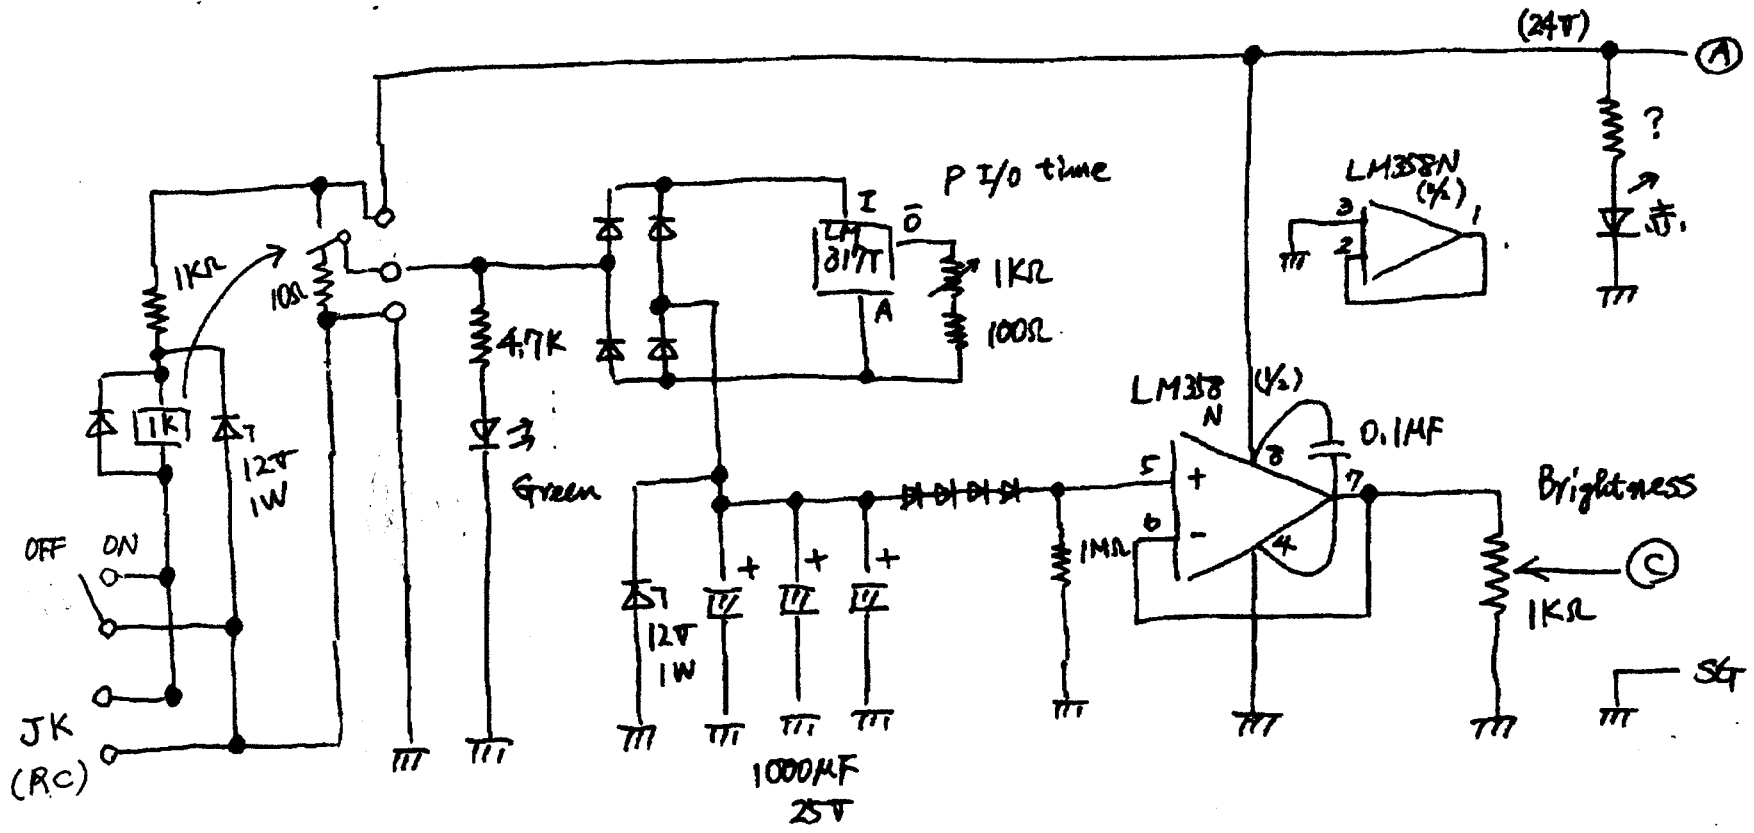 (24V)
A
?
赤.
LM358N
(1/2)
3
2
1
P I/O time
I
O
LM
317T
A
1KΩ
100Ω
1KΩ
10Ω
4.7K
Green
1K
12V
1W
OFF
ON
JK
(RC)
12V
1W
+
+
+
1000μF
25V
1MΩ
LM358
N
(1/2)
5
+
6
-
8
7
4
0.1μF
Brightness
C
1KΩ
SG